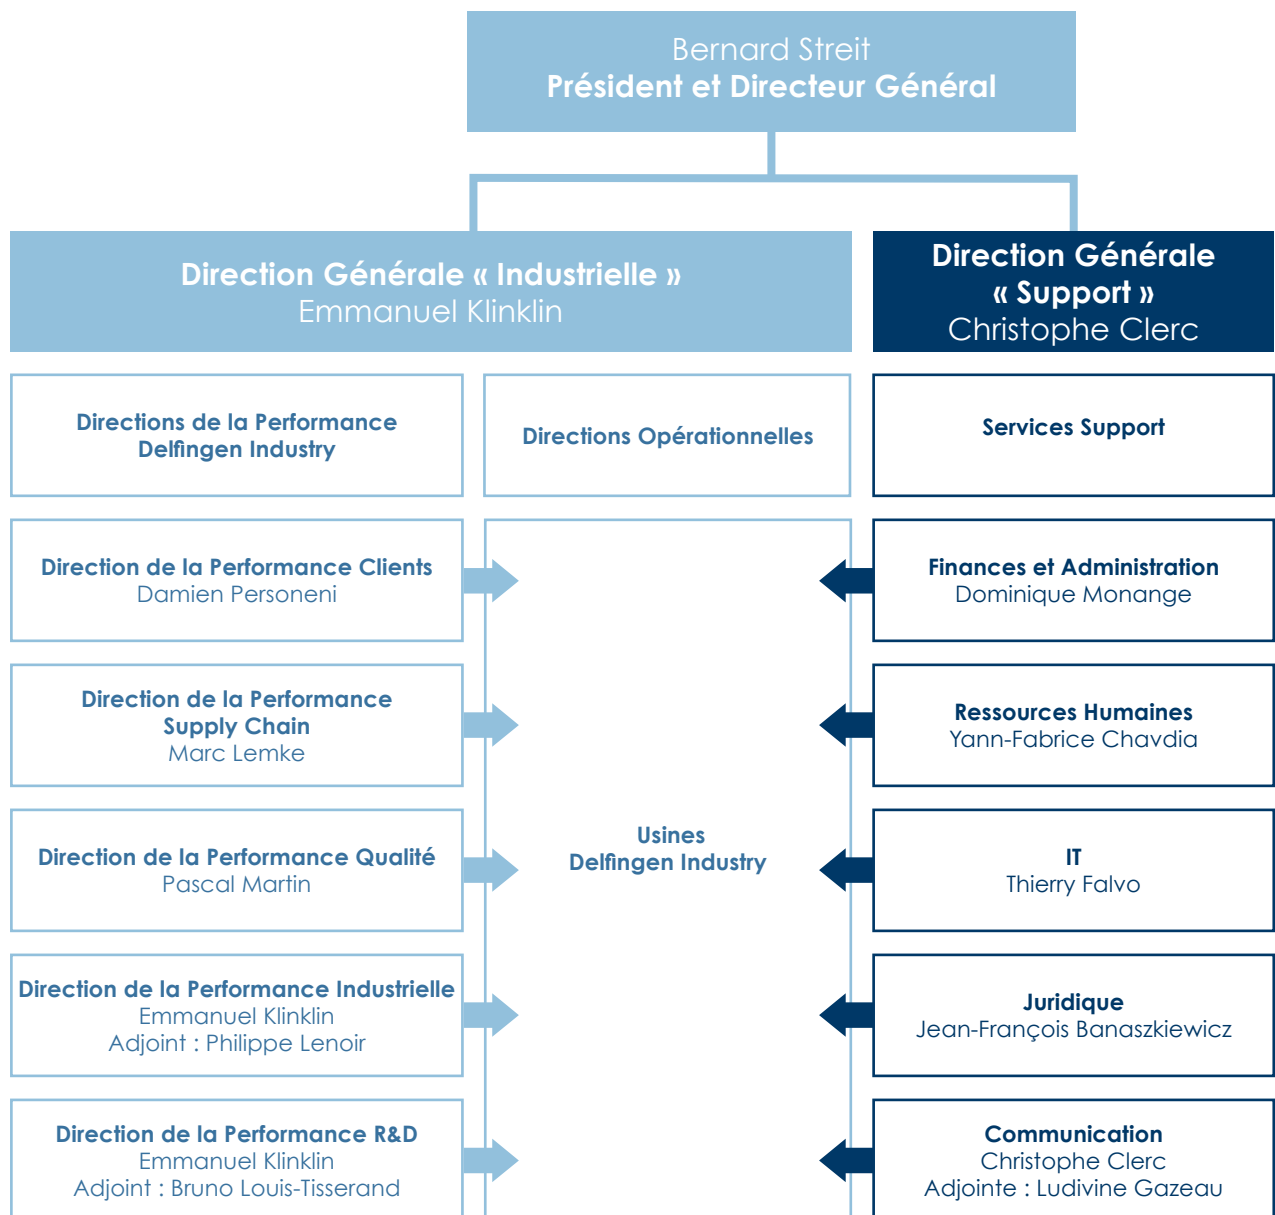 Bernard Streit
Président et Directeur Général
Direction Générale « Industrielle »
Emmanuel Klinklin
Direction Générale
« Support »
Christophe Clerc
Directions de la Performance
Delfingen Industry
Directions Opérationnelles
Services Support
Direction de la Performance Clients
Damien Personeni
Finances et Administration
Dominique Monange
Direction de la Performance
Supply Chain
Marc Lemke
Ressources Humaines
Yann-Fabrice Chavdia
Usines
Delfingen Industry
Direction de la Performance Qualité
Pascal Martin
IT
Thierry Falvo
Direction de la Performance Industrielle
Emmanuel Klinklin
Adjoint : Philippe Lenoir
Juridique
Jean-François Banaszkiewicz
Direction de la Performance R&D
Emmanuel Klinklin
Adjoint : Bruno Louis-Tisserand
Communication
Christophe Clerc
Adjointe : Ludivine Gazeau